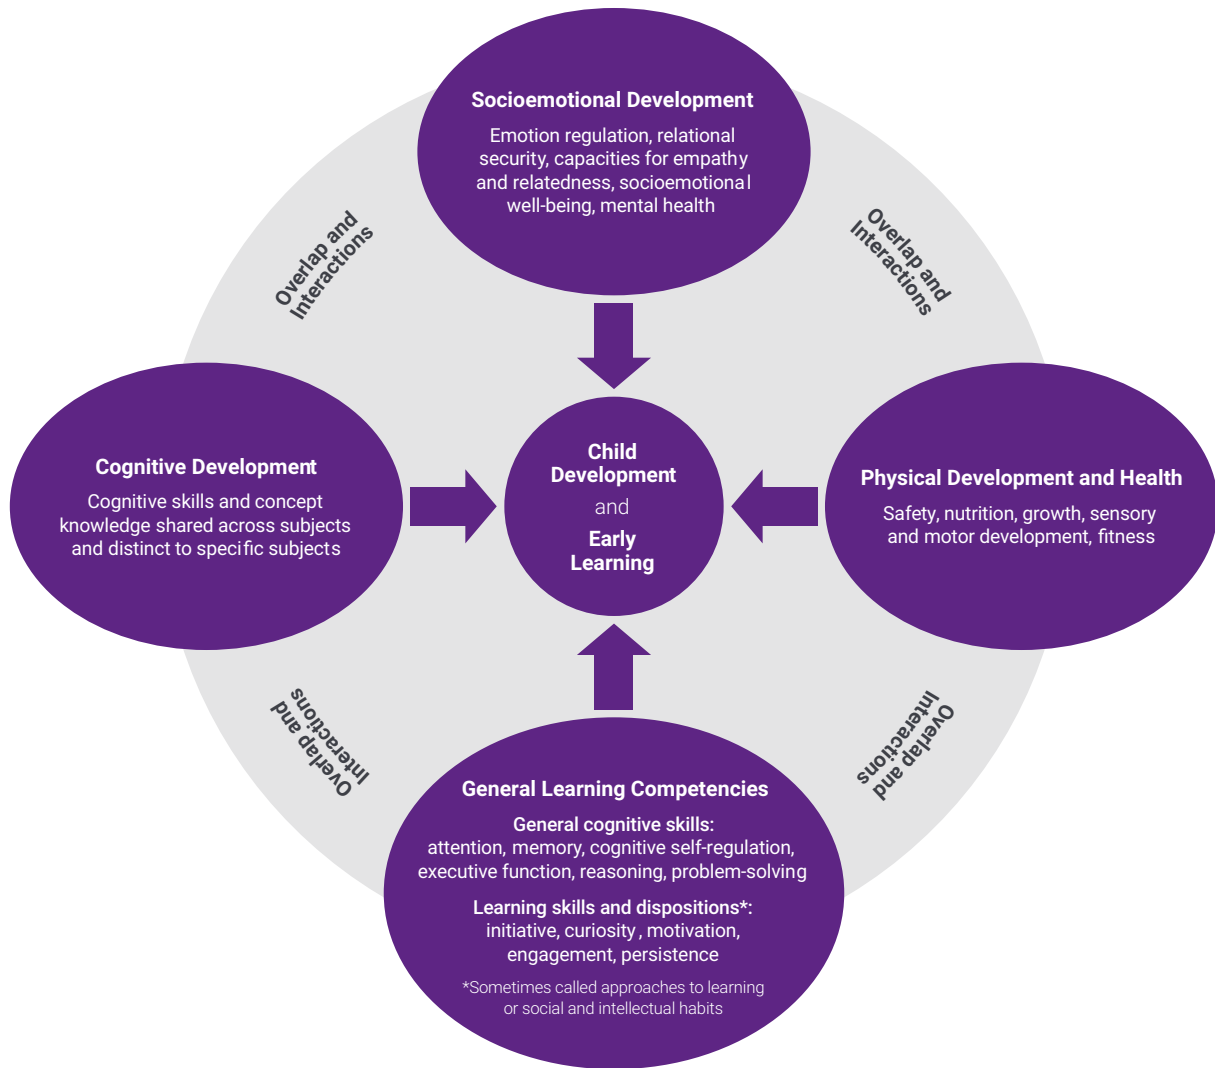 Socioemotional Development
Emotion regulation, relational
security, capacities for empathy
and relatedness, socioemotional
well-being, mental health
Overlap and
Interactions
Overlap and
Interactions
Cognitive Development
Cognitive skills and concept
knowledge shared across subjects
and distinct to specific subjects
Child
Development
and
Early
Learning
Physical Development and Health
Safety, nutrition, growth, sensory
and motor development, fitness
Overlap and
Interactions
Overlap and
Interactions
General Learning Competencies
General cognitive skills:
attention, memory, cognitive self-regulation,
executive function, reasoning, problem-solving
Learning skills and dispositions*:
initiative, curiosity, motivation,
engagement, persistence
*Sometimes called approaches to learning
or social and intellectual habits